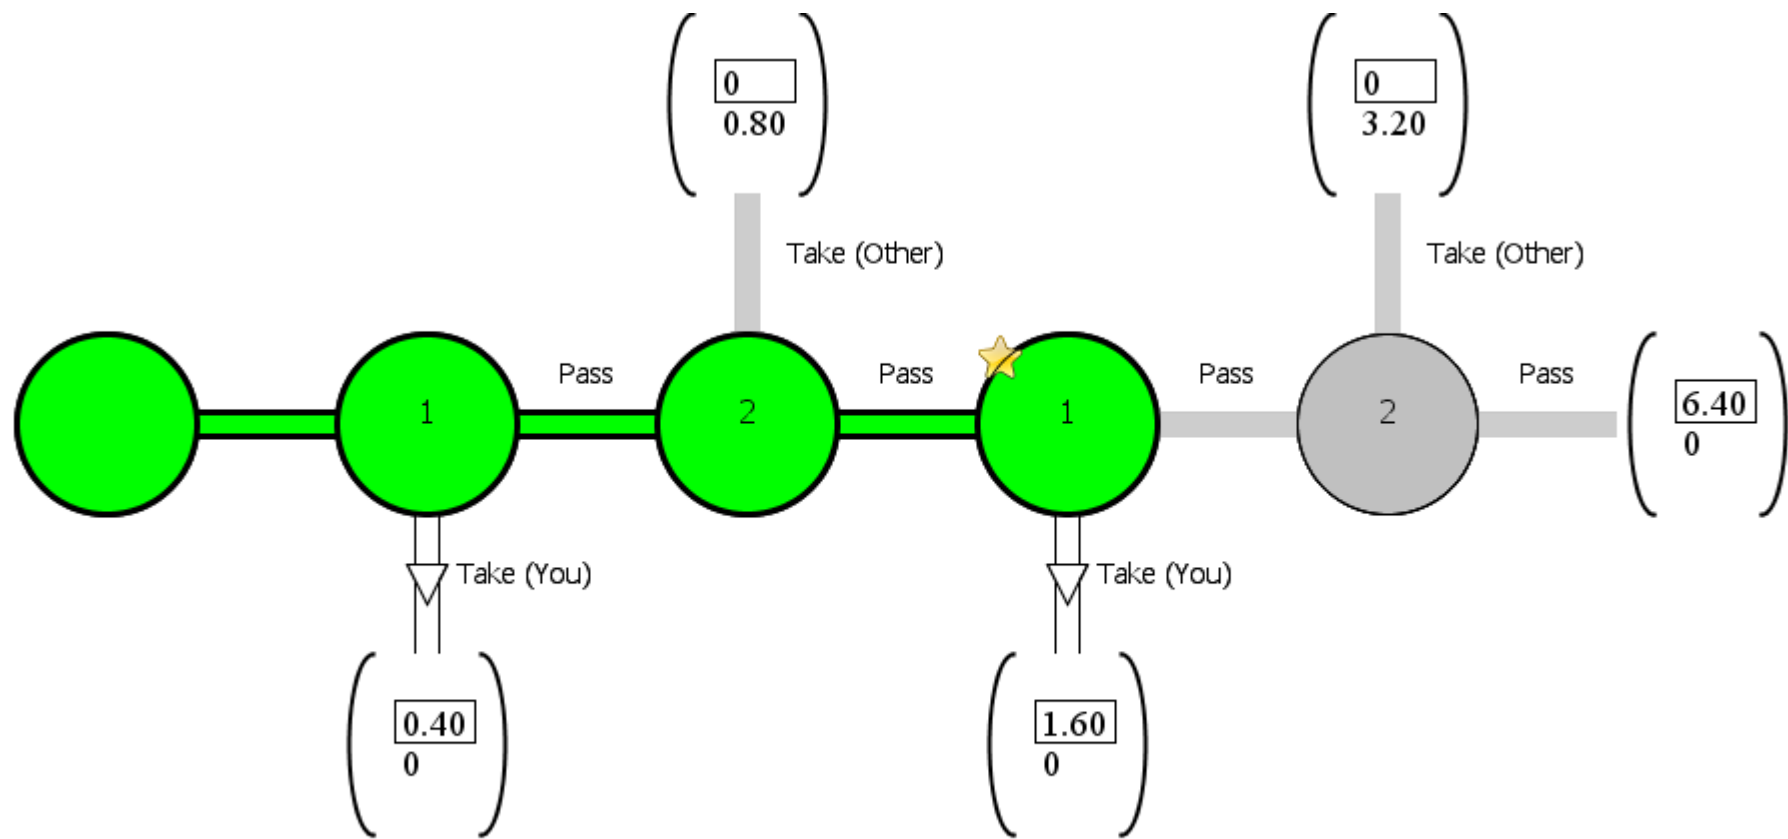 0
0.80
0
3.20
Take (Other)
Take (Other)
Pass
Pass
Pass
Pass
1
2
1
2
6.40
0
Take (You)
Take (You)
0.40
0
1.60
0